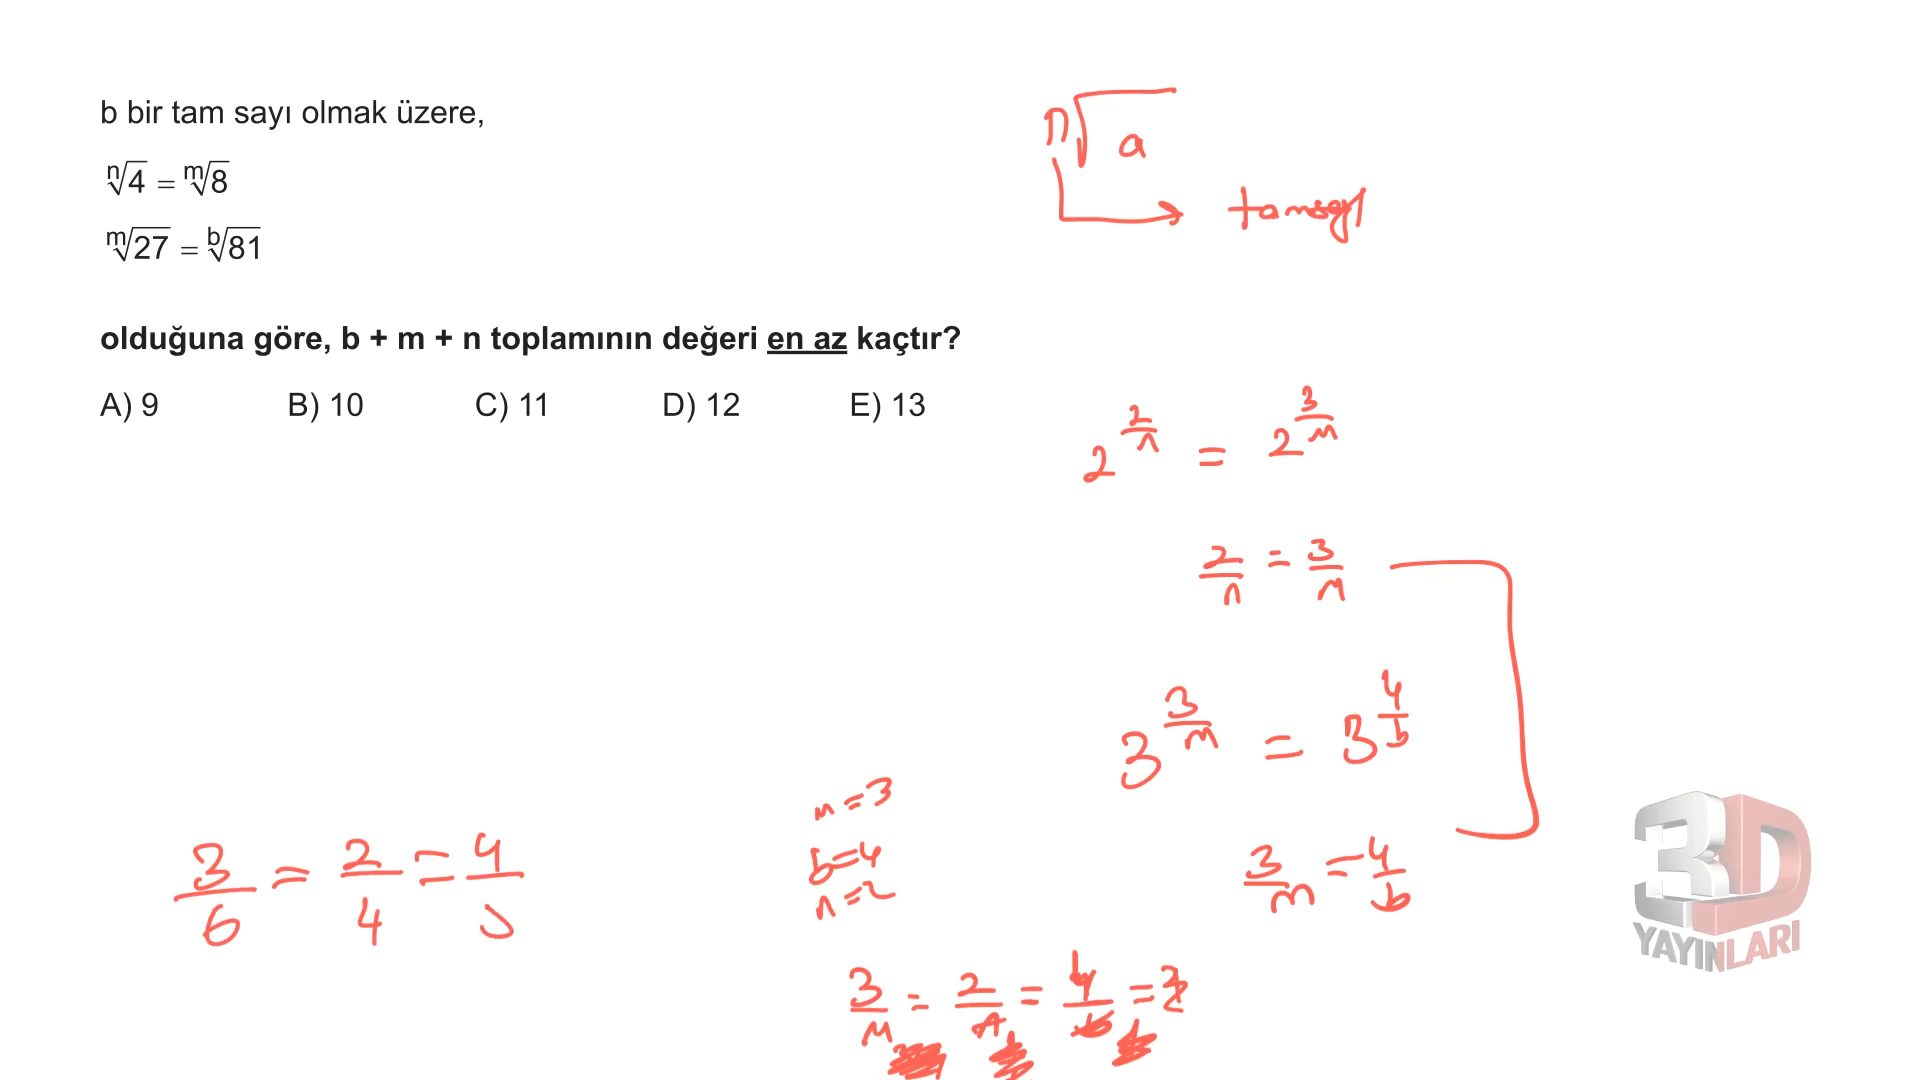 b bir tam sayı olmak üzere,
ⁿ√4 = ᵐ√8
ᵐ√27 = ᵇ√81
olduğuna göre, b + m + n toplamının değeri en az kaçtır?
A) 9 B) 10 C) 11 D) 12 E) 13
ⁿ√a
tamsayı
2^(2/n) = 2^(3/m)
2/n = 3/m
3^(3/m) = 3^(4/b)
3/m = 4/b
m = 3
b = 4
n = 2
3/m = 2/n = 4/b =
3/6 = 2/4 = 4/
3D
YAYINLARI